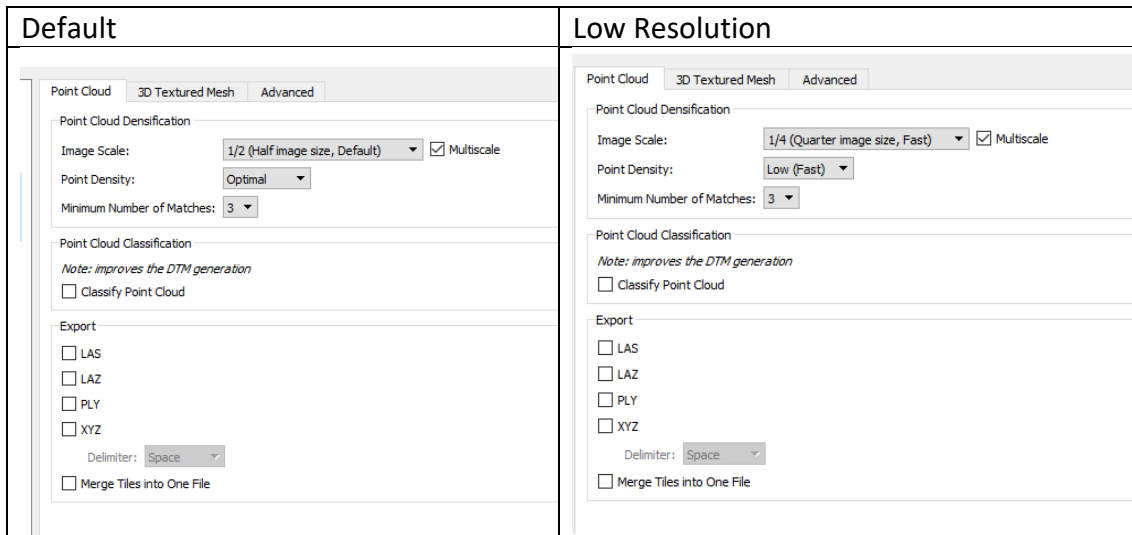 Default
Point Cloud 3D Textured Mesh Advanced
Point Cloud Densification
Image Scale: 1/2 (Half image size, Default) Multiscale
Point Density: Optimal
Minimum Number of Matches: 3
Point Cloud Classification
Note: improves the DTM generation
Classify Point Cloud
Export
LAS
LAZ
PLY
XYZ
Delimiter: Space
Merge Tiles into One File
Low Resolution
Point Cloud 3D Textured Mesh Advanced
Point Cloud Densification
Image Scale: 1/4 (Quarter image size, Fast) Multiscale
Point Density: Low (Fast)
Minimum Number of Matches: 3
Point Cloud Classification
Note: improves the DTM generation
Classify Point Cloud
Export
LAS
LAZ
PLY
XYZ
Delimiter: Space
Merge Tiles into One File